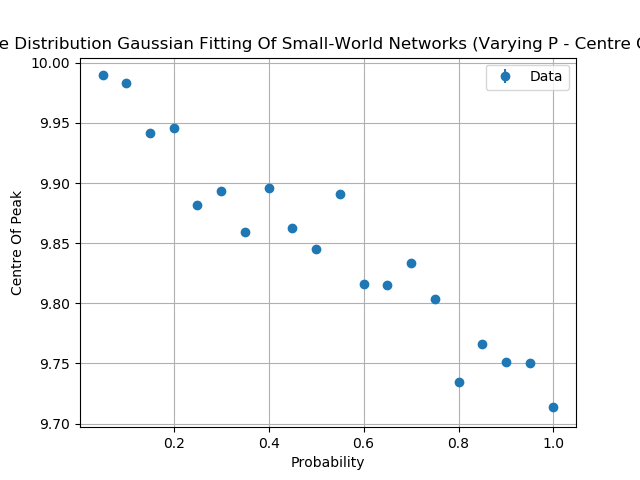 e Distribution Gaussian Fitting Of Small-World Networks (Varying P - Centre
Data
10.00
9.95
9.90
9.85
9.80
9.75
9.70
Centre Of Peak
0.2 0.4 0.6 0.8 1.0
Probability